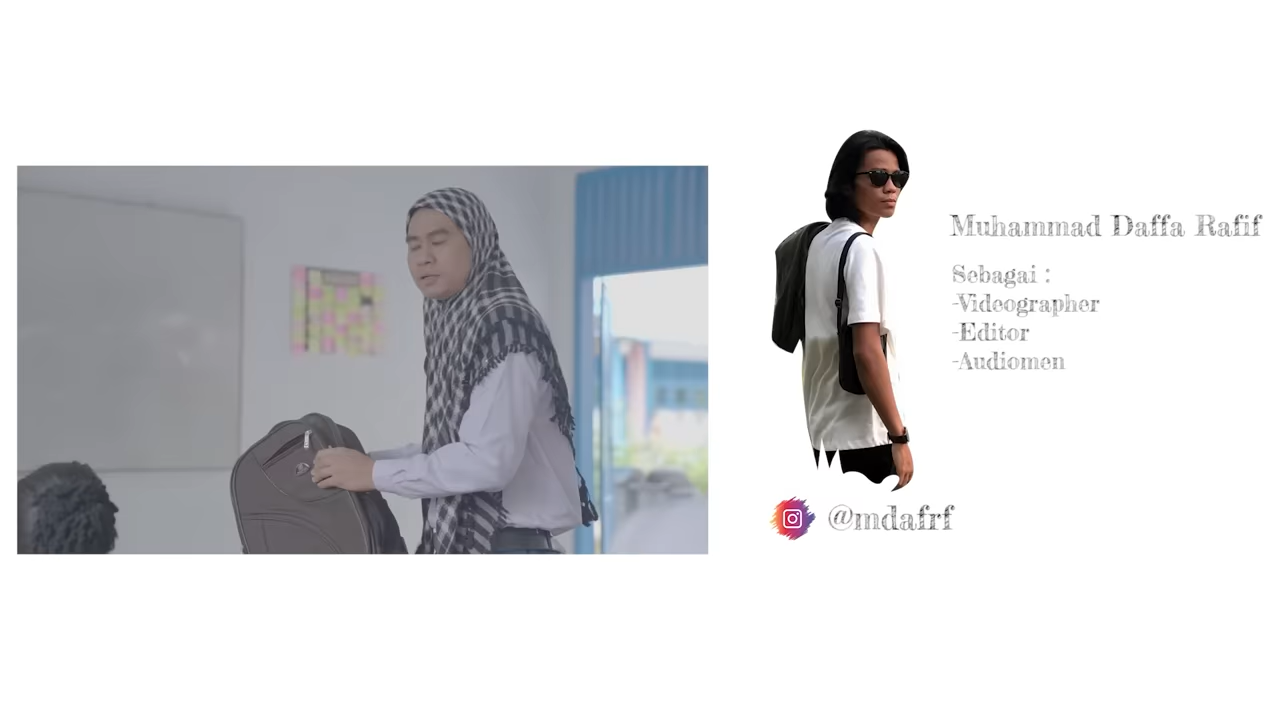 Muhammad Daffa Rafif
Sebagai :
-Videographer
-Editor
-Audiomen
@mdafrf